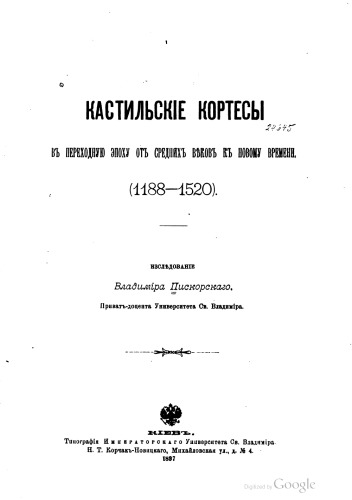 КАСТИЛЬСКІЕ КОРТЕСЫ
ВЪ ПЕРЕХОДНУЮ ЭПОХУ ОТЪ СРЕДНИХЪ ВѢКОВЪ КЪ НОВОМУ ВРЕМЕНИ.
(1188—1520).
ИЗСЛѢДОВАНІЕ
Владиміра Пискорскаго,
Приватъ-доцента Университета Св. Владиміра.
КІЕВЪ.
Типографія ИМПЕРАТОРСКАГО Университета Св. Владиміра.
Н. Т. Корчакъ-Новицкаго, Михайловская ул., д. № 4.
1897
Digitized by Google